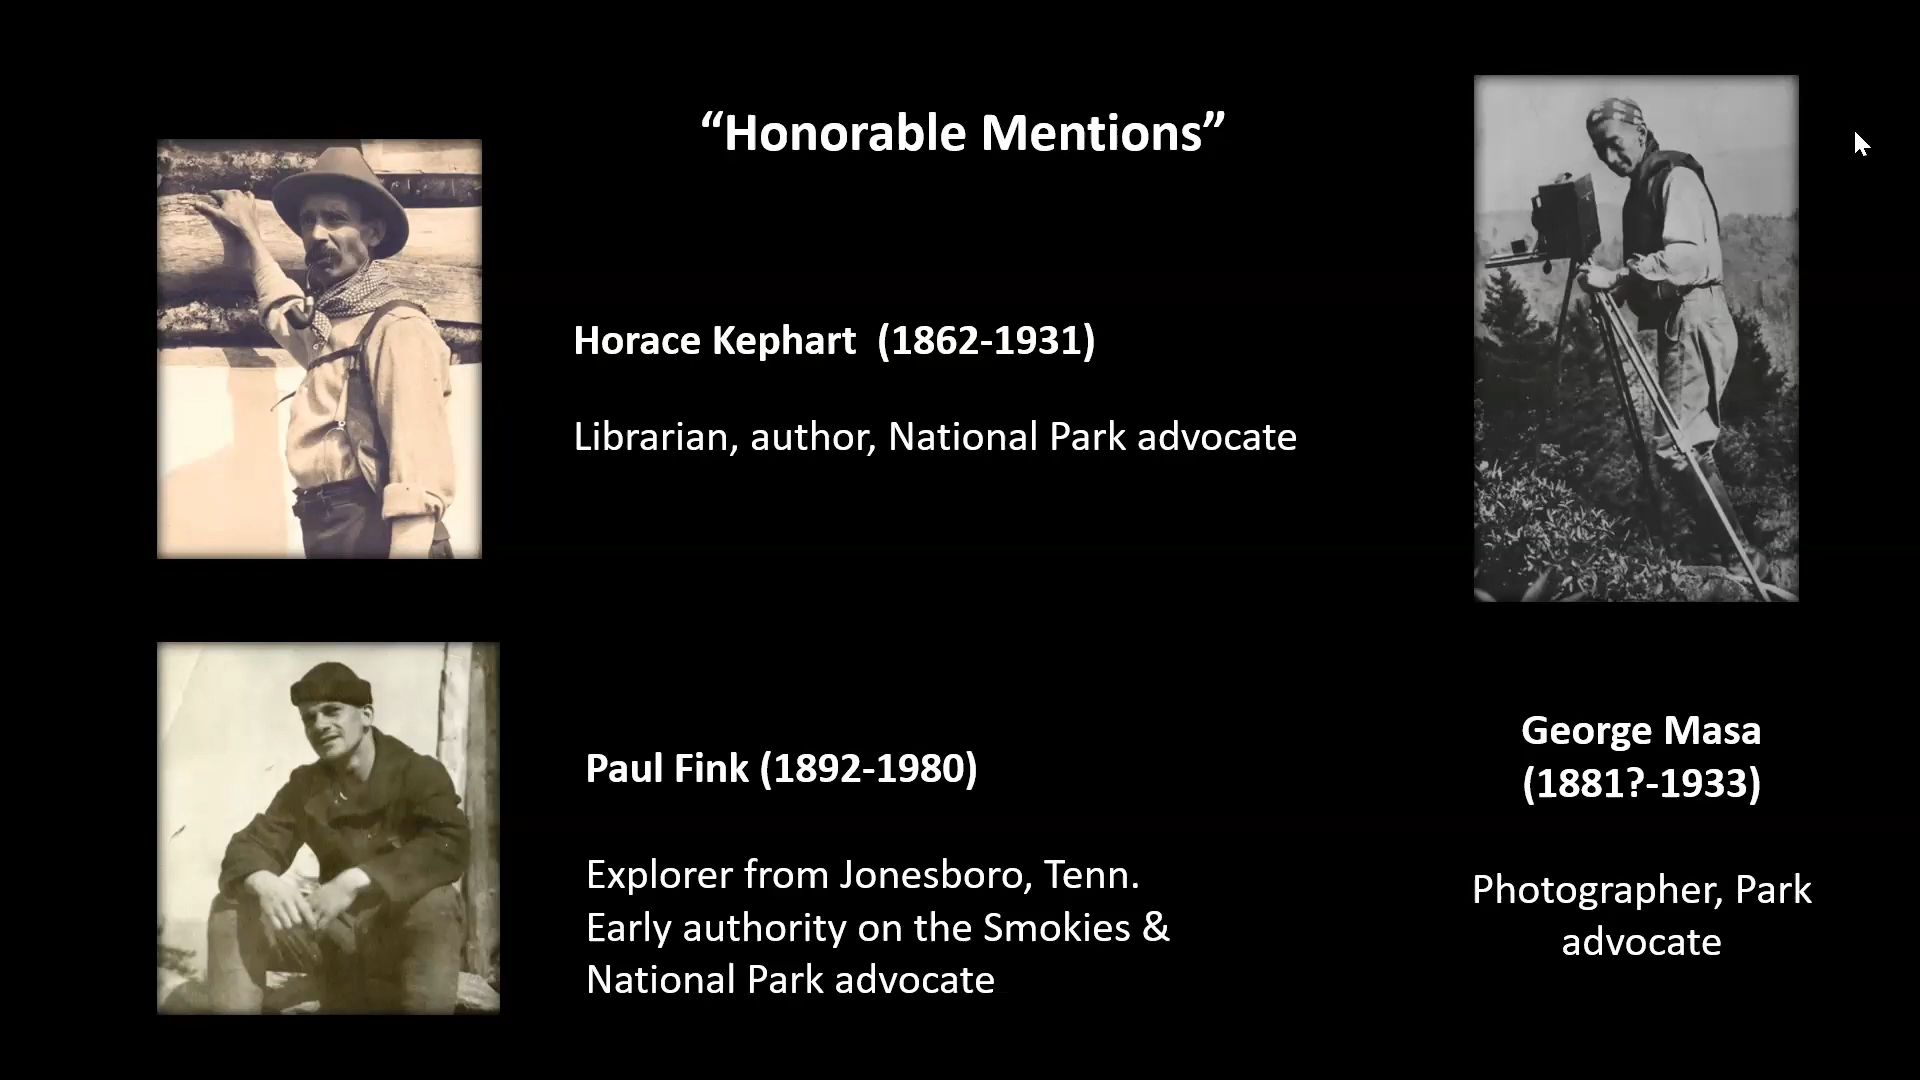 “Honorable Mentions”
Horace Kephart  (1862-1931)
Librarian, author, National Park advocate
Paul Fink (1892-1980)
Explorer from Jonesboro, Tenn.
Early authority on the Smokies &
National Park advocate
George Masa
(1881?-1933)
Photographer, Park
advocate